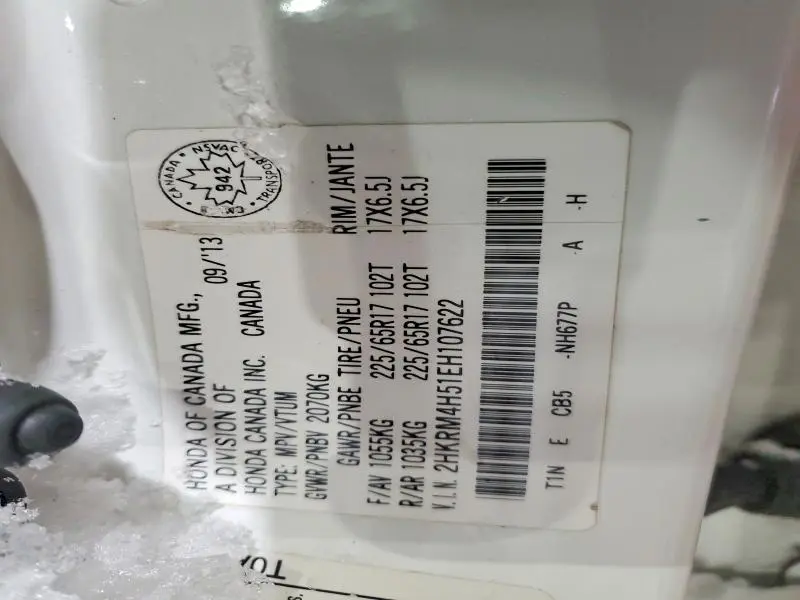 HONDA OF CANADA MFG., 09/'13
A DIVISION OF
HONDA CANADA INC. CANADA
TYPE: MPV/VTUM
GVWR/PNBV 2070KG
GAWR/PNBE TIRE/PNEU RIM/JANTE
F/AV 1055KG 225/65R17 102T 17X6.5J
R/AR 1035KG 225/65R17 102T 17X6.5J
V.I.N. 2HKRM4H51EH107622
T1N E CB5 -NH677P -A -H
CANADA
942
TRANSPORT